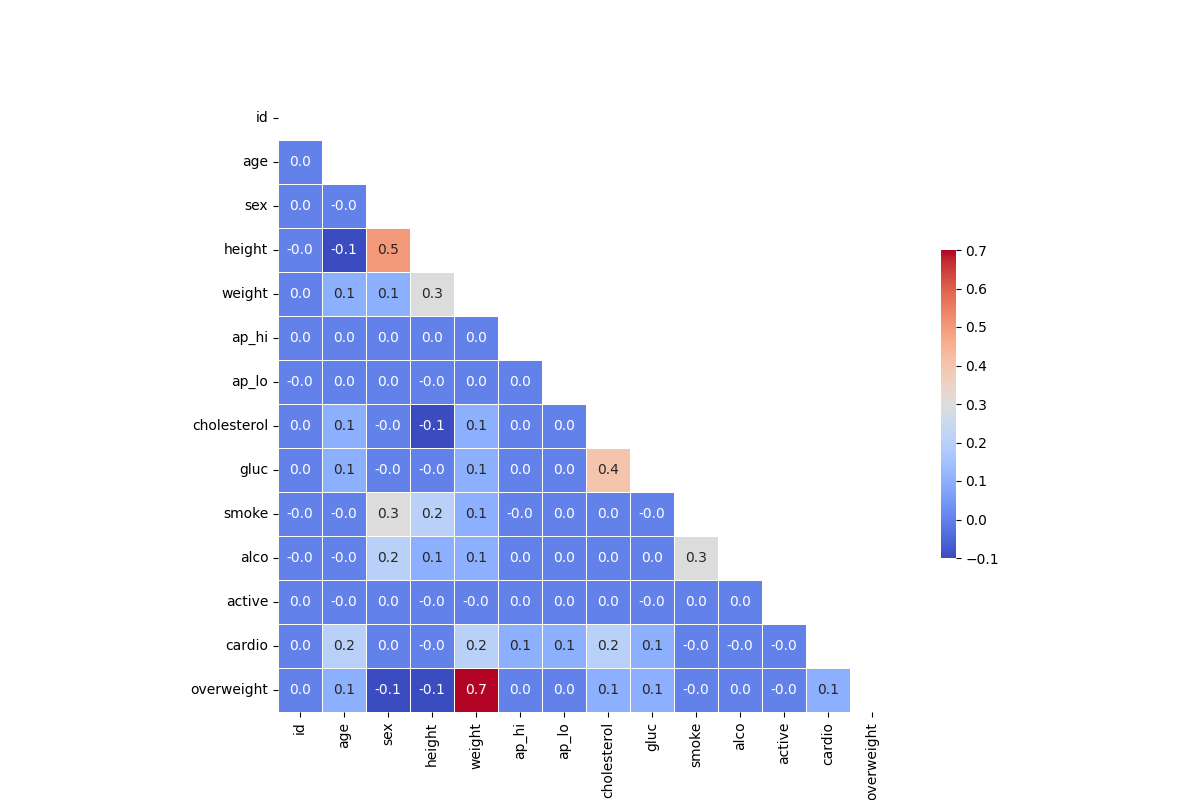 id
age 0.0
sex 0.0 -0.0
height -0.0 -0.1 0.5
weight 0.0 0.1 0.1 0.3
ap_hi 0.0 0.0 0.0 0.0 0.0
ap_lo -0.0 0.0 0.0 -0.0 0.0 0.0
cholesterol 0.0 0.1 -0.0 -0.1 0.1 0.0 0.0
gluc 0.0 0.1 -0.0 -0.0 0.1 0.0 0.0 0.4
smoke -0.0 -0.0 0.3 0.2 0.1 -0.0 0.0 0.0 -0.0
alco -0.0 -0.0 0.2 0.1 0.1 0.0 0.0 0.0 0.0 0.3
active 0.0 -0.0 0.0 -0.0 -0.0 0.0 0.0 0.0 -0.0 0.0 0.0
cardio 0.0 0.2 0.0 -0.0 0.2 0.1 0.1 0.2 0.1 -0.0 -0.0 -0.0
overweight 0.0 0.1 -0.1 -0.1 0.7 0.0 0.0 0.1 0.1 -0.0 0.0 -0.0 0.1
id age sex height weight ap_hi ap_lo cholesterol gluc smoke alco active cardio overweight
0.7
0.6
0.5
0.4
0.3
0.2
0.1
0.0
−0.1